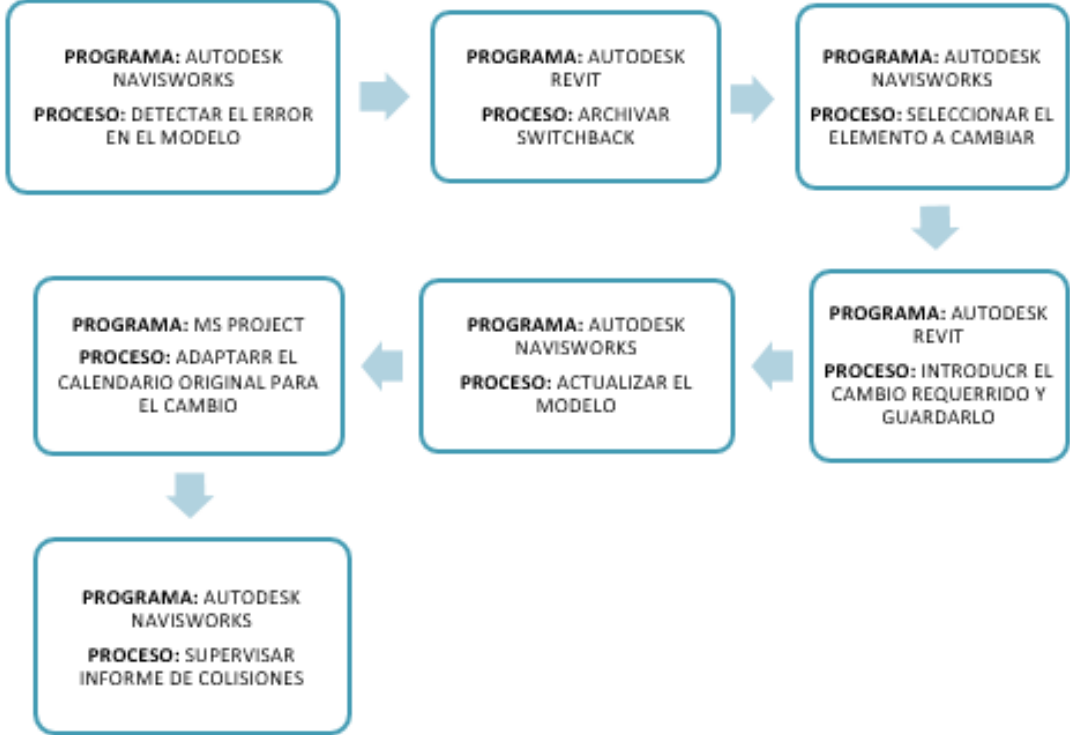 PROGRAMA: AUTODESK
NAVISWORKS
PROCESO: DETECTAR EL ERROR
EN EL MODELO
PROGRAMA: AUTODESK
REVIT
PROCESO: ARCHIVAR
SWITCHBACK
PROGRAMA: AUTODESK
NAVISWORKS
PROCESO: SELECCIONAR EL
ELEMENTO A CAMBIAR
PROGRAMA: AUTODESK
REVIT
PROCESO: INTRODUCR EL
CAMBIO REQUERRIDO Y
GUARDARLO
PROGRAMA: AUTODESK
NAVISWORKS
PROCESO: ACTUALIZAR EL
MODELO
PROGRAMA: MS PROJECT
PROCESO: ADAPTARR EL
CALENDARIO ORIGINAL PARA
EL CAMBIO
PROGRAMA: AUTODESK
NAVISWORKS
PROCESO: SUPERVISAR
INFORME DE COLISIONES